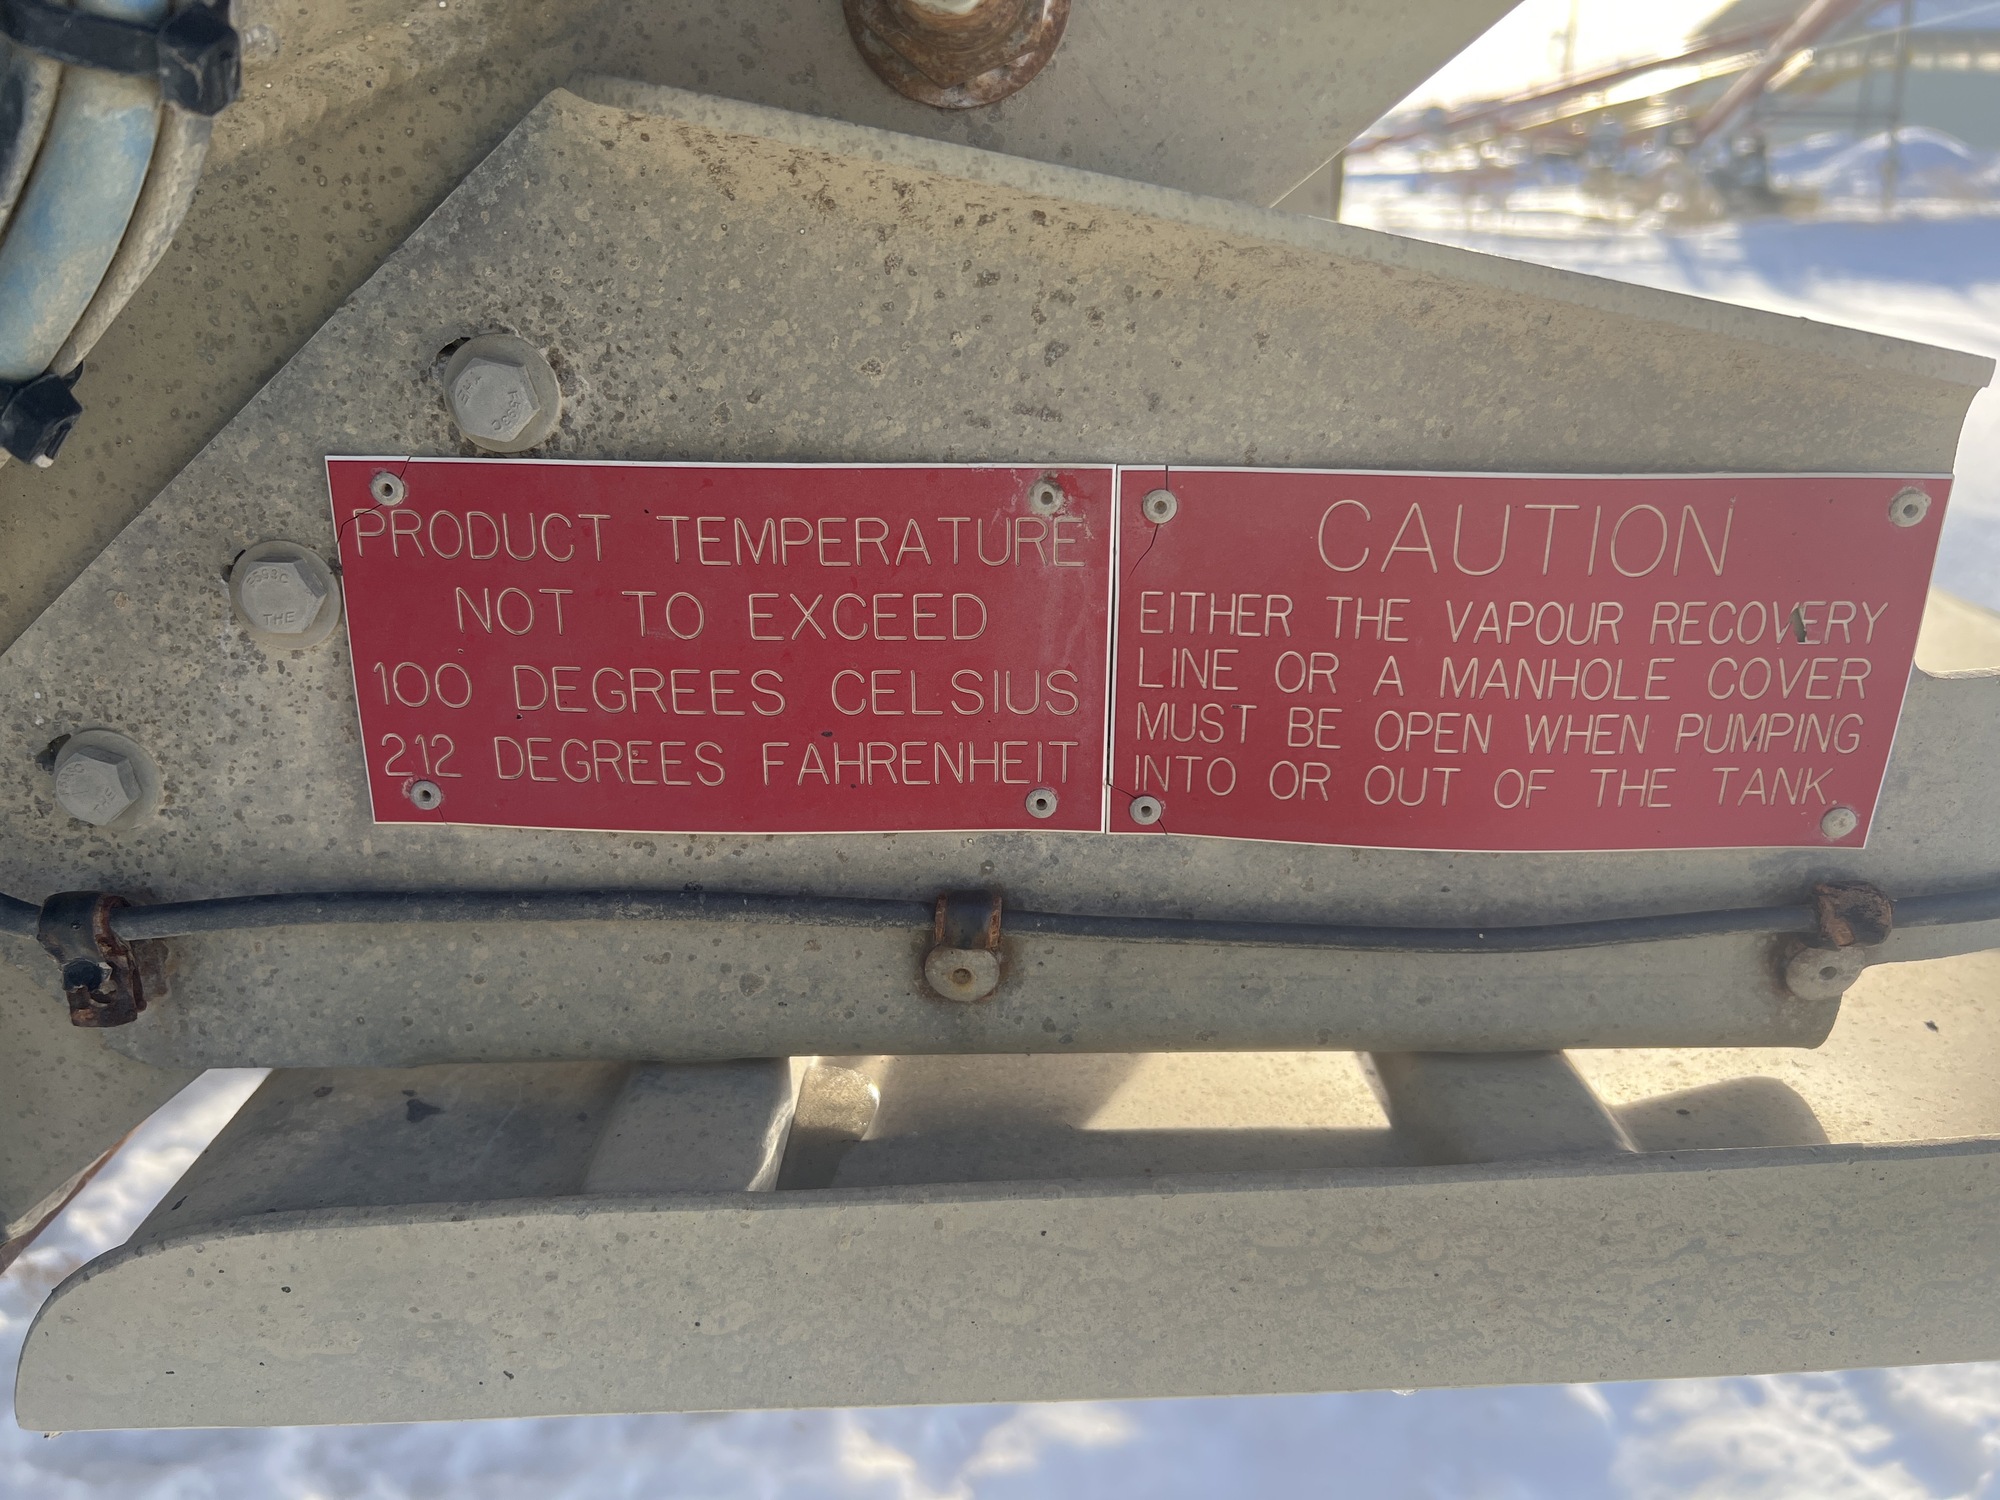 PRODUCT TEMPERATURE
NOT TO EXCEED
100 DEGREES CELSIUS
212 DEGREES FAHRENHEIT
CAUTION
EITHER THE VAPOUR RECOVERY
LINE OR A MANHOLE COVER
MUST BE OPEN WHEN PUMPING
INTO OR OUT OF THE TANK.
THE